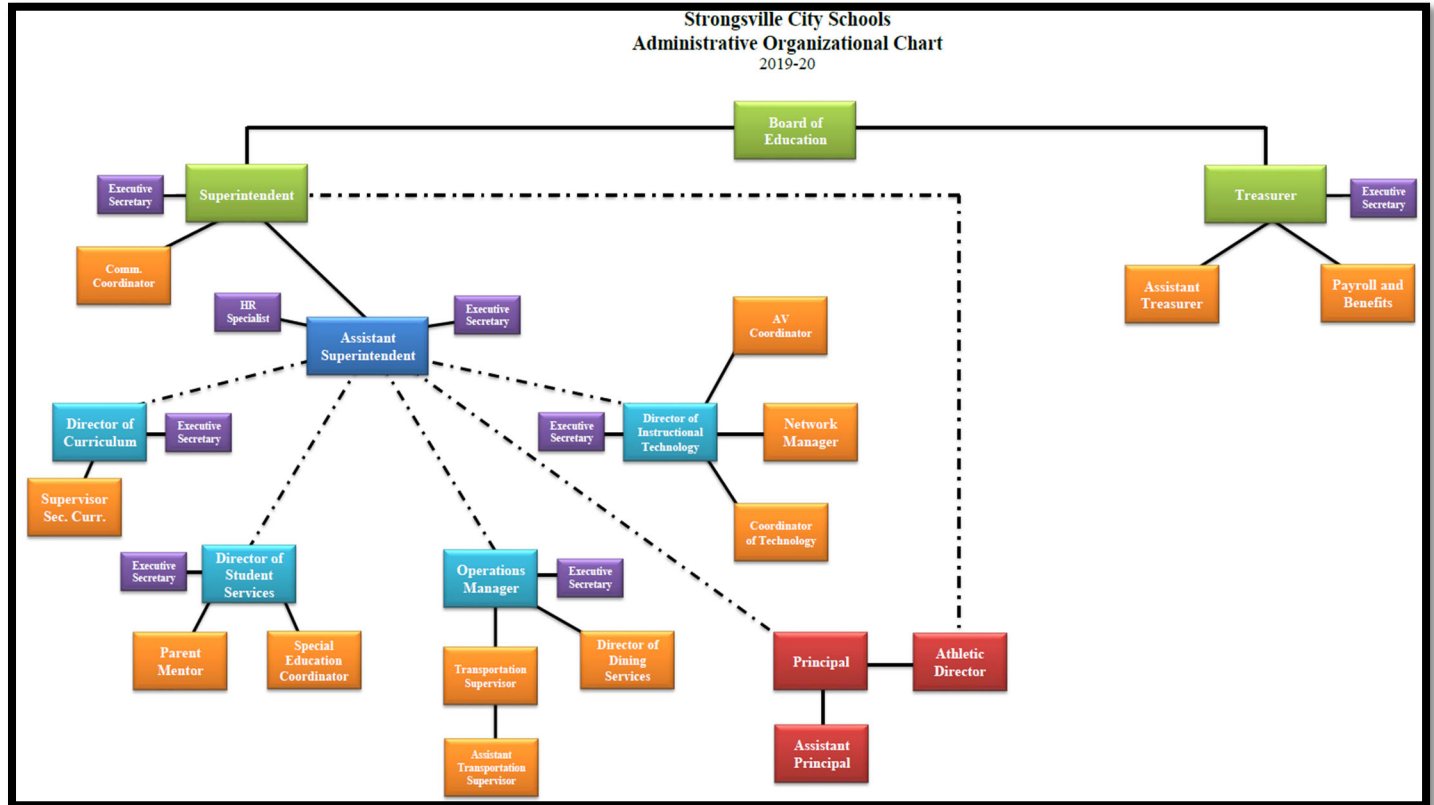 Strongsville City Schools
Administrative Organizational Chart
2019-20
Board of
Education
Executive
Secretary
Superintendent
Treasurer
Executive
Secretary
Comm.
Coordinator
Assistant
Treasurer
Payroll and
Benefits
HR
Specialist
Executive
Secretary
Assistant
Superintendent
AV
Coordinator
Director of
Curriculum
Executive
Secretary
Executive
Secretary
Director of
Instructional
Technology
Network
Manager
Supervisor
Sec. Curr.
Coordinator
of Technology
Executive
Secretary
Director of
Student
Services
Operations
Manager
Executive
Secretary
Parent
Mentor
Special
Education
Coordinator
Transportation
Supervisor
Director of
Dining
Services
Principal
Athletic
Director
Assistant
Transportation
Supervisor
Assistant
Principal